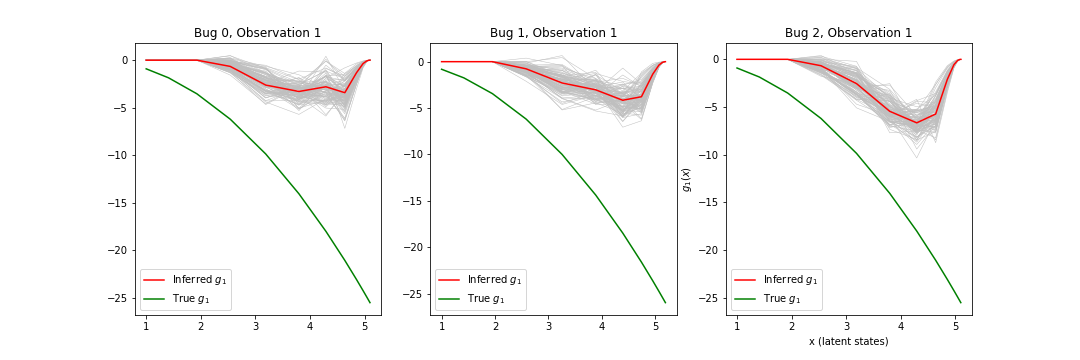 Bug 0, Observation 1
0
−5
−10
−15
−20
−25
1 2 3 4 5
Inferred g₁
True g₁
Bug 1, Observation 1
0
−5
−10
−15
−20
−25
1 2 3 4 5
Inferred g₁
True g₁
Bug 2, Observation 1
g₁(x)
0
−5
−10
−15
−20
−25
1 2 3 4 5
x (latent states)
Inferred g₁
True g₁